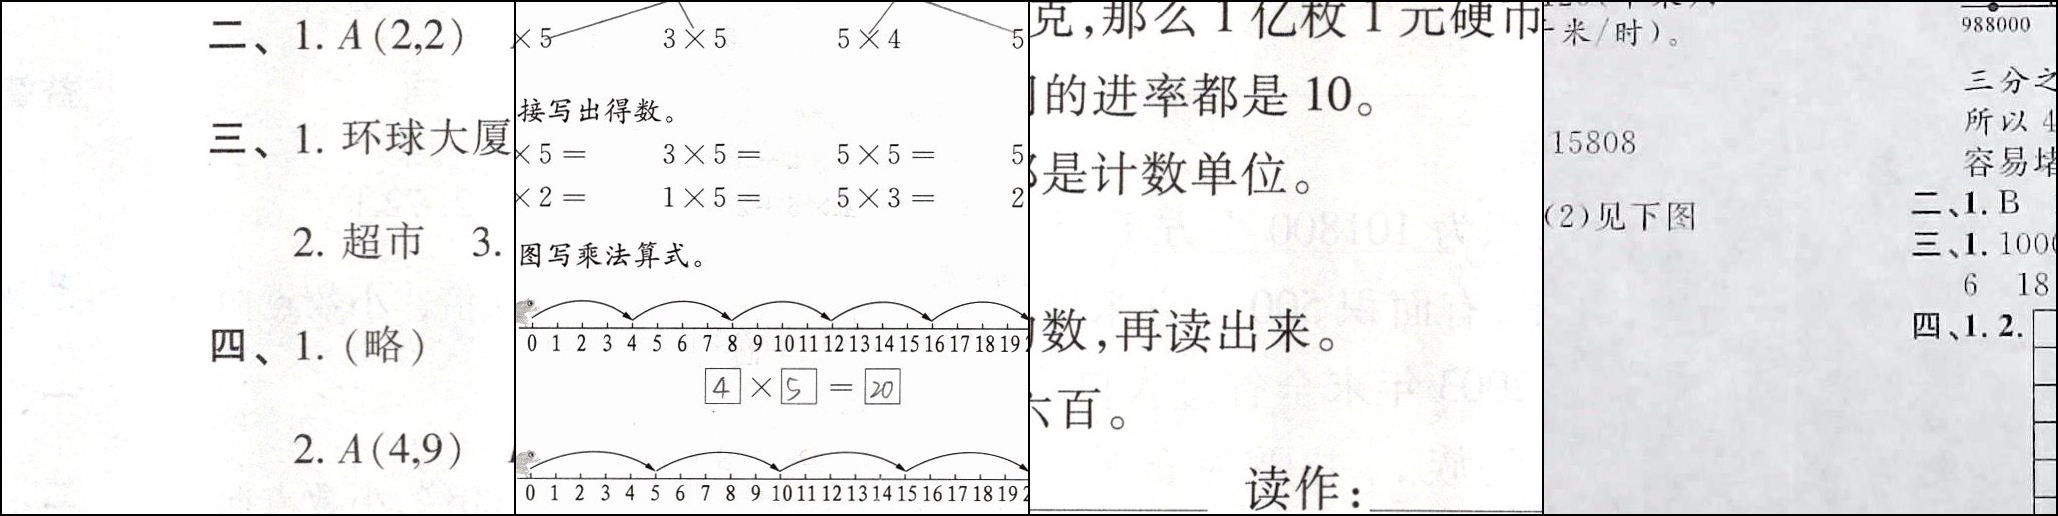 二、1. A(2,2)
三、1. 环球大厦
2. 超市 3.
四、1. (略)
2. A(4,9)
×5 3×5 5×4 5
接写出得数。
×5= 3×5= 5×5= 5
×2= 1×5= 5×3= 2
图写乘法算式。
0 1 2 3 4 5 6 7 8 9 10 11 12 13 14 15 16 17 18 19
4×5=20
0 1 2 3 4 5 6 7 8 9 10 11 12 13 14 15 16 17 18 19
克,那么1亿枚1元硬币
的进率都是10。
是计数单位。
数,再读出来。
六百。
读作:
米/时)。
15808
(2)见下图
988000
三分之
所以 4
容易堵
二、1. B
三、1. 100
6 18
四、1. 2.